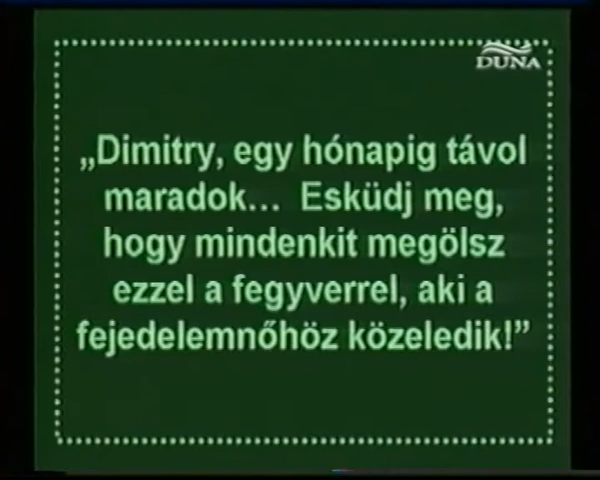 DUNA
„Dimitry, egy hónapig távol
maradok... Esküdj meg,
hogy mindenkit megölsz
ezzel a fegyverrel, aki a
fejedelemnőhöz közeledik!”